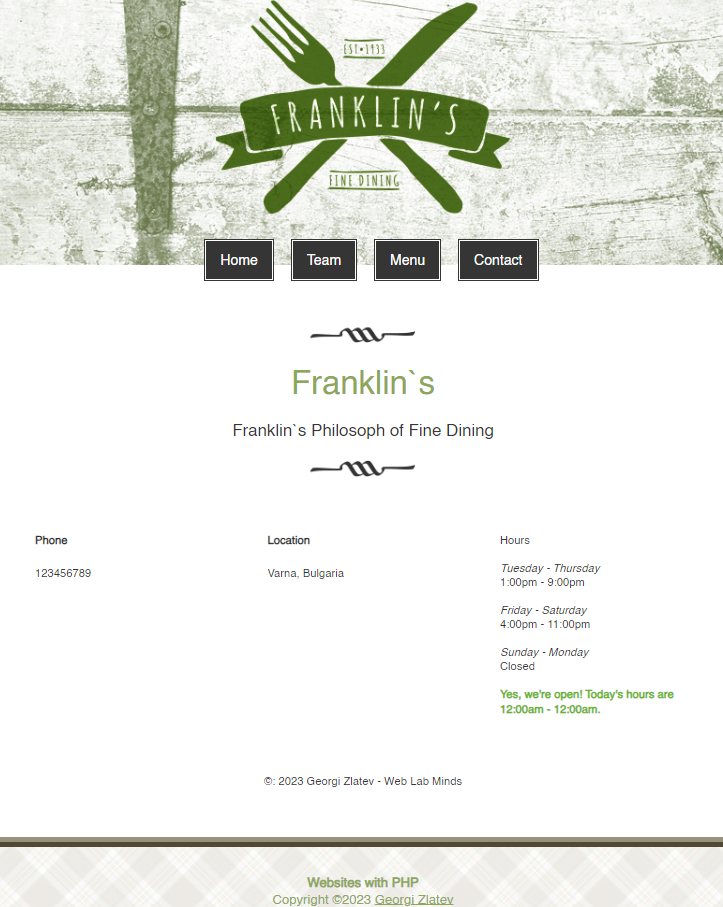 EST•1933
FRANKLIN'S
FINE DINING
Home Team Menu Contact
Franklin`s
Franklin`s Philosoph of Fine Dining
Phone
123456789
Location
Varna, Bulgaria
Hours
Tuesday - Thursday
1:00pm - 9:00pm
Friday - Saturday
4:00pm - 11:00pm
Sunday - Monday
Closed
Yes, we're open! Today's hours are
12:00am - 12:00am.
©: 2023 Georgi Zlatev - Web Lab Minds
Websites with PHP
Copyright ©2023 Georgi Zlatev